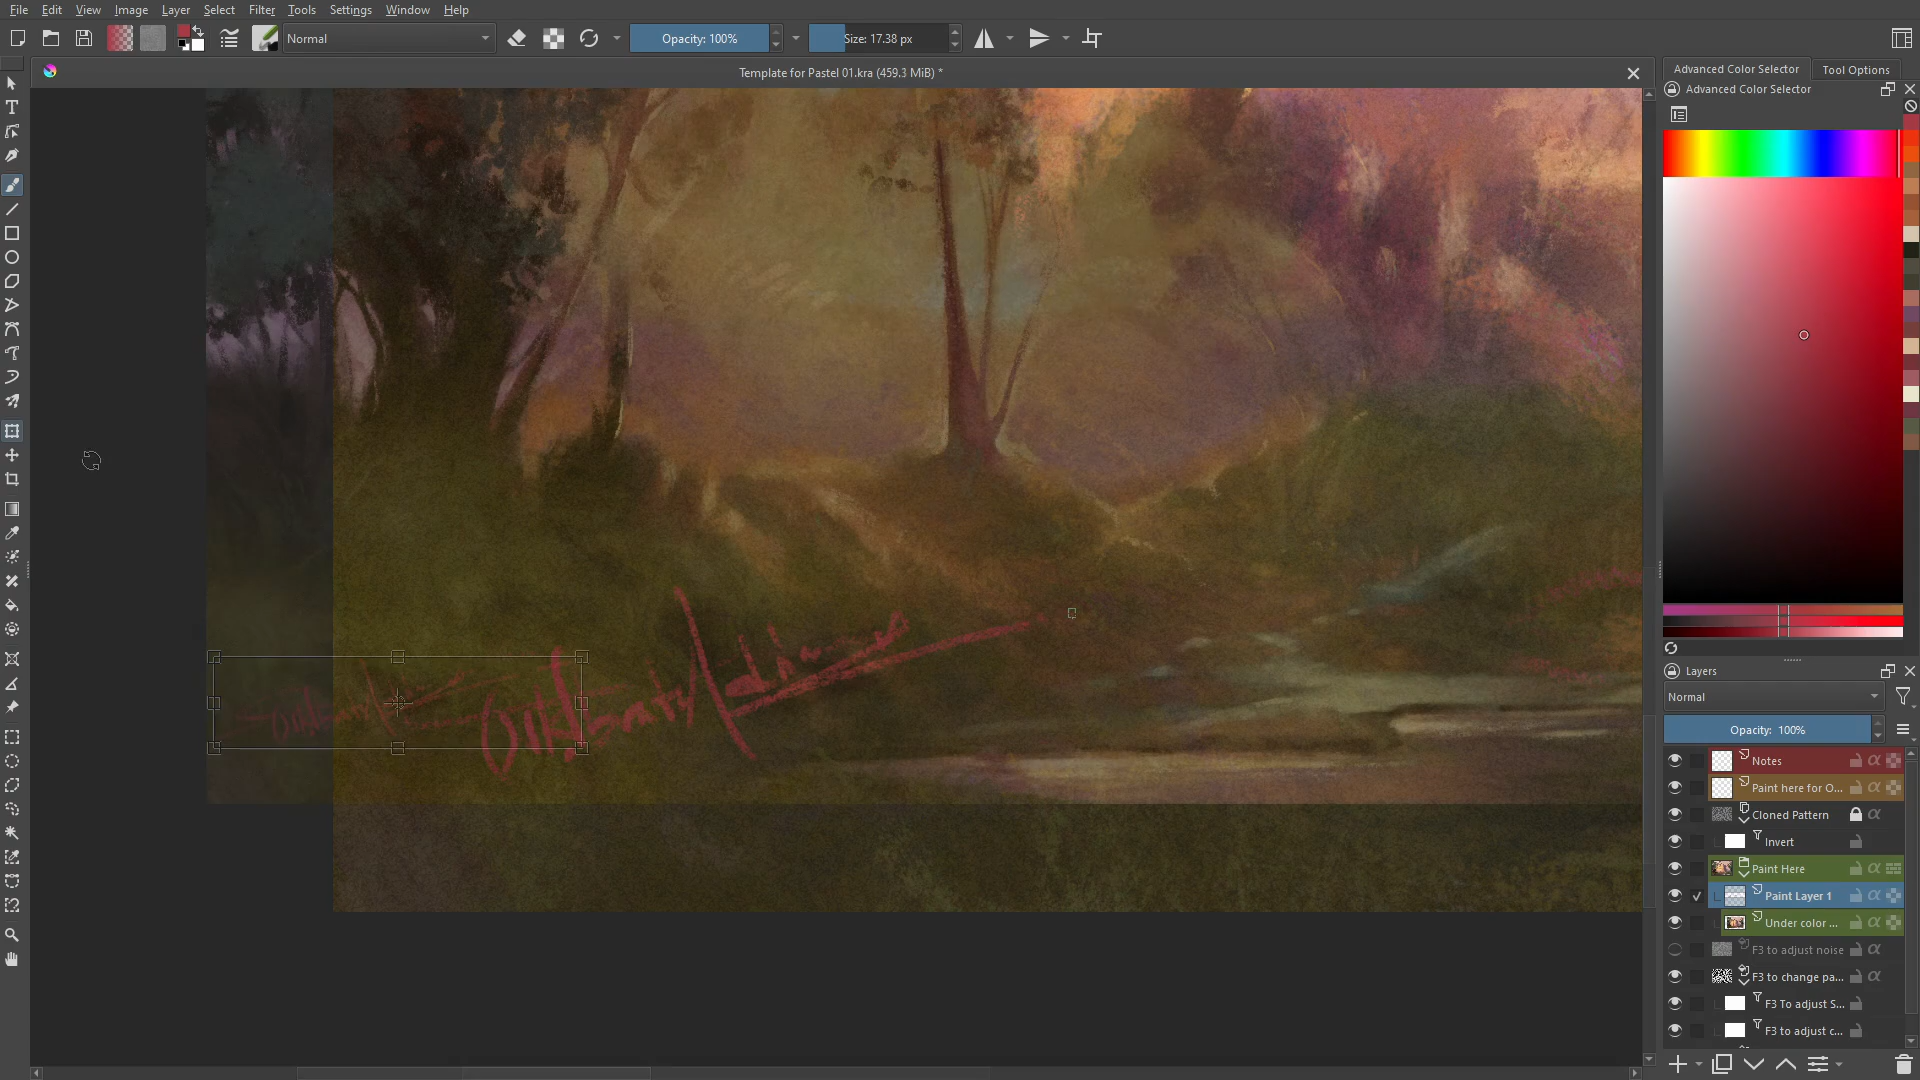 File Edit View Select Filter Tools Settings Window Help
Image Layer
Normal
Opacity: 100%
Size: 17.38 px
Template for Pastel 01.kra (459.3 MiB) *
Advanced Color Selector
Tool Options
Advanced Color Selector
Layers
Normal
Opacity: 100%
Notes
Paint here for O...
Cloned Pattern
Invert
Paint Here
Paint Layer 1
Under color ...
F3 to adjust noise
F3 to change pa...
F3 To adjust S...
F3 to adjust c...